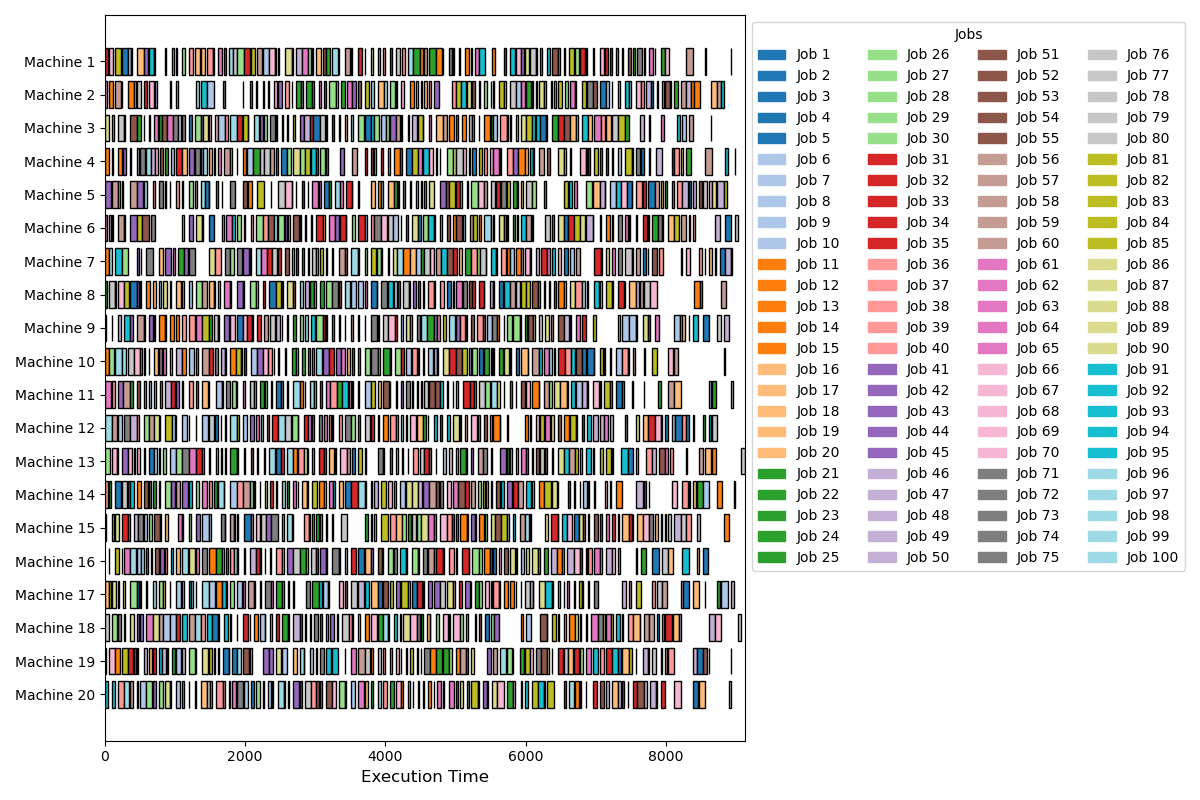 Machine 1
Machine 2
Machine 3
Machine 4
Machine 5
Machine 6
Machine 7
Machine 8
Machine 9
Machine 10
Machine 11
Machine 12
Machine 13
Machine 14
Machine 15
Machine 16
Machine 17
Machine 18
Machine 19
Machine 20
0 2000 4000 6000 8000
Execution Time
Jobs
Job 1 Job 26 Job 51 Job 76
Job 2 Job 27 Job 52 Job 77
Job 3 Job 28 Job 53 Job 78
Job 4 Job 29 Job 54 Job 79
Job 5 Job 30 Job 55 Job 80
Job 6 Job 31 Job 56 Job 81
Job 7 Job 32 Job 57 Job 82
Job 8 Job 33 Job 58 Job 83
Job 9 Job 34 Job 59 Job 84
Job 10 Job 35 Job 60 Job 85
Job 11 Job 36 Job 61 Job 86
Job 12 Job 37 Job 62 Job 87
Job 13 Job 38 Job 63 Job 88
Job 14 Job 39 Job 64 Job 89
Job 15 Job 40 Job 65 Job 90
Job 16 Job 41 Job 66 Job 91
Job 17 Job 42 Job 67 Job 92
Job 18 Job 43 Job 68 Job 93
Job 19 Job 44 Job 69 Job 94
Job 20 Job 45 Job 70 Job 95
Job 21 Job 46 Job 71 Job 96
Job 22 Job 47 Job 72 Job 97
Job 23 Job 48 Job 73 Job 98
Job 24 Job 49 Job 74 Job 99
Job 25 Job 50 Job 75 Job 100